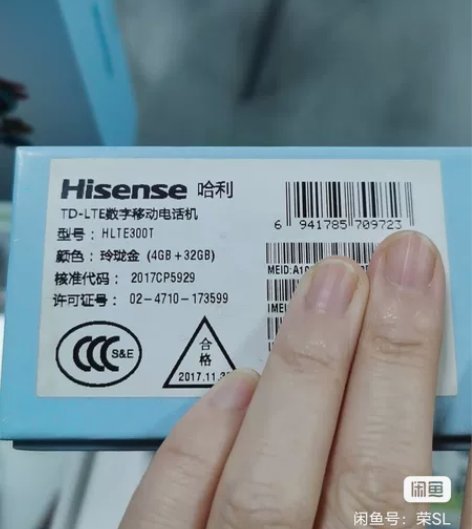 Hisense 哈利
TD-LTE数字移动电话机
型号：HLTE300T
颜色：玲珑金 (4GB+32GB)
核准代码：2017CP5929
许可证号：02-4710-173599
CCC S&E
合格
2017.11.
6 941785 709723
MEID:A10
IMEI
闲鱼
闲鱼号：荣SL